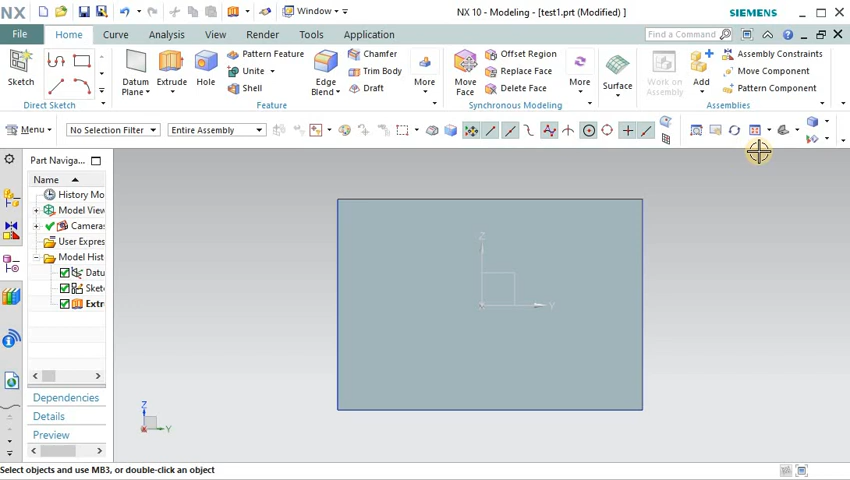 NX
Window
NX 10 - Modeling - [test1.prt (Modified) ]
SIEMENS
File
Home
Curve
Analysis
View
Render
Tools
Application
Find a Command
Sketch
Direct Sketch
Datum Plane
Extrude
Hole
Pattern Feature
Unite
Shell
Edge Blend
Chamfer
Trim Body
Draft
More
Feature
Move Face
Offset Region
Replace Face
Delete Face
More
Synchronous Modeling
Surface
Work on Assembly
Add
Assembly Constraints
Move Component
Pattern Component
Assemblies
Menu
No Selection Filter
Entire Assembly
Part Naviga...
Name
History Mo
Model View
Cameras
User Expres
Model Hist
Datu
Sket
Extr
Dependencies
Details
Preview
Z
Y
Z
Y
Select objects and use MB3, or double-click an object